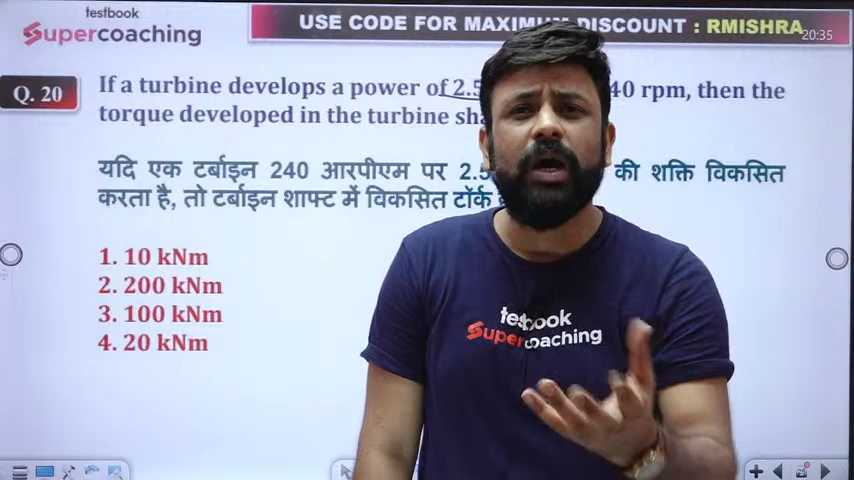 testbook
Supercoaching
USE CODE FOR MAXIMUM DISCOUNT : RMISHRA
20:35
Q. 20
If a turbine develops a power of 2.5 40 rpm, then the
torque developed in the turbine
यदि एक टर्बाइन 240 आरपीएम पर 2.5 की शक्ति विकसित
करता है, तो टर्बाइन शाफ्ट में विकसित टॉर्क
1. 10 kNm
2. 200 kNm
3. 100 kNm
4. 20 kNm
testbook
Supercoaching